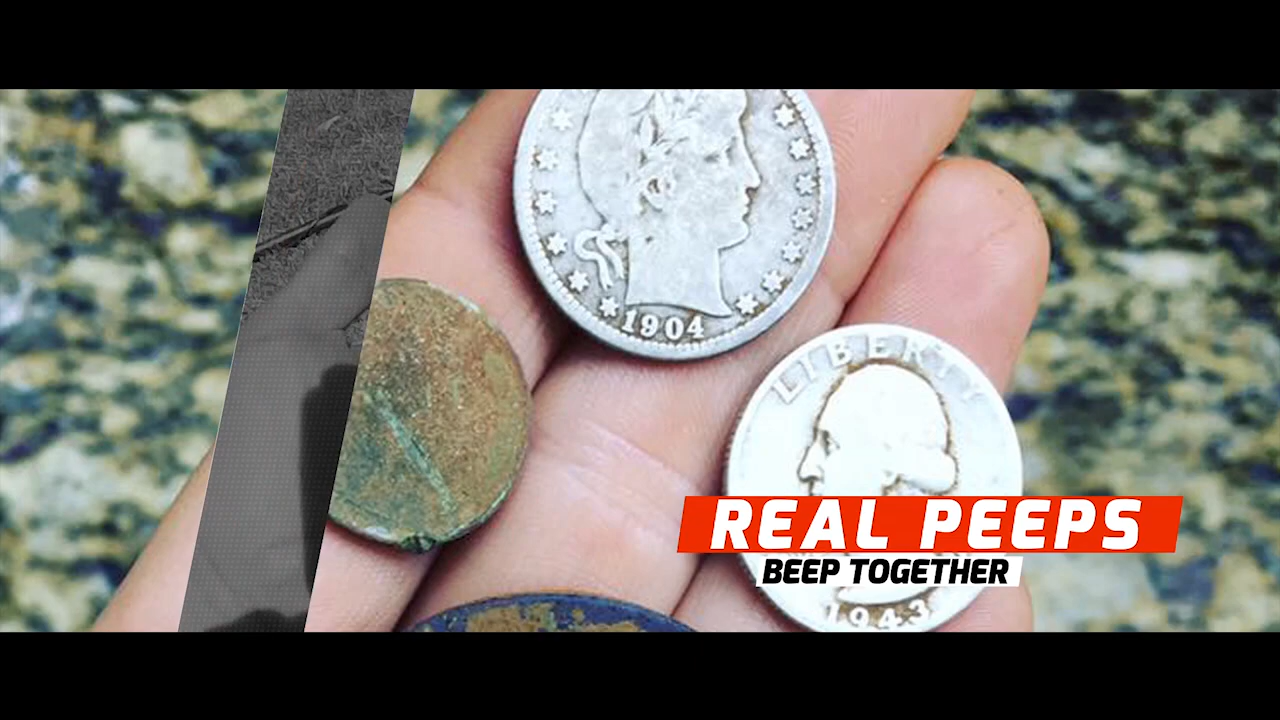 1904
LIBERTY
REAL PEEPS
BEEP TOGETHER
1943